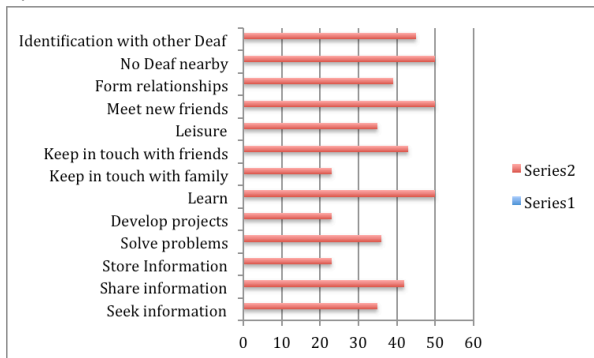 Identification with other Deaf
No Deaf nearby
Form relationships
Meet new friends
Leisure
Keep in touch with friends
Keep in touch with family
Learn
Develop projects
Solve problems
Store Information
Share information
Seek information
0 10 20 30 40 50 60
Series2
Series1